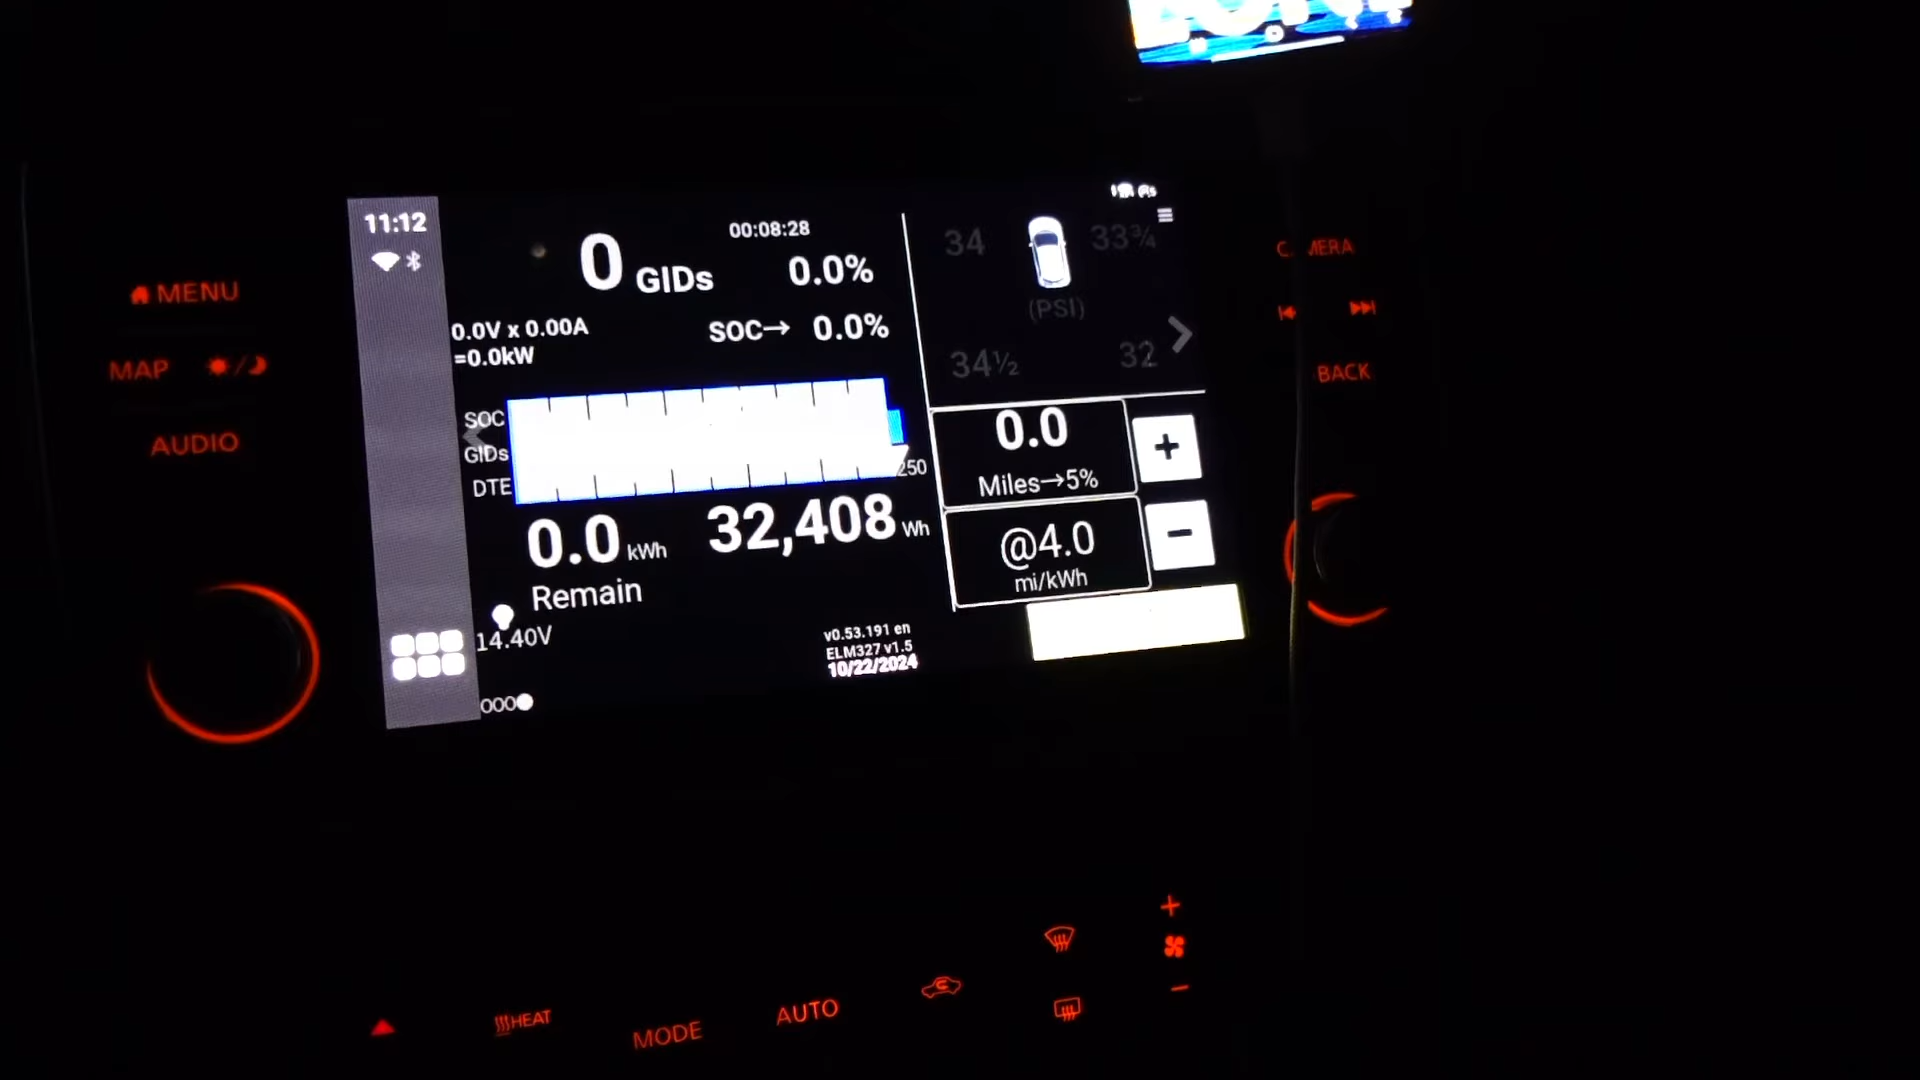 11:12
0 GIDs
00:08:28
0.0%
0.0V x 0.00A
=0.0kW
SOC→ 0.0%
SOC
GIDs
DTE
250
0.0 kWh
Remain
32,408 Wh
14.40V
v0.53.191 en
ELM327 v1.5
10/22/2024
34
33¾
(PSI)
34½
32
0.0
Miles→5%
+
@4.0
mi/kWh
−
MENU
MAP
AUDIO
BACK
HEAT
MODE
AUTO
+
−